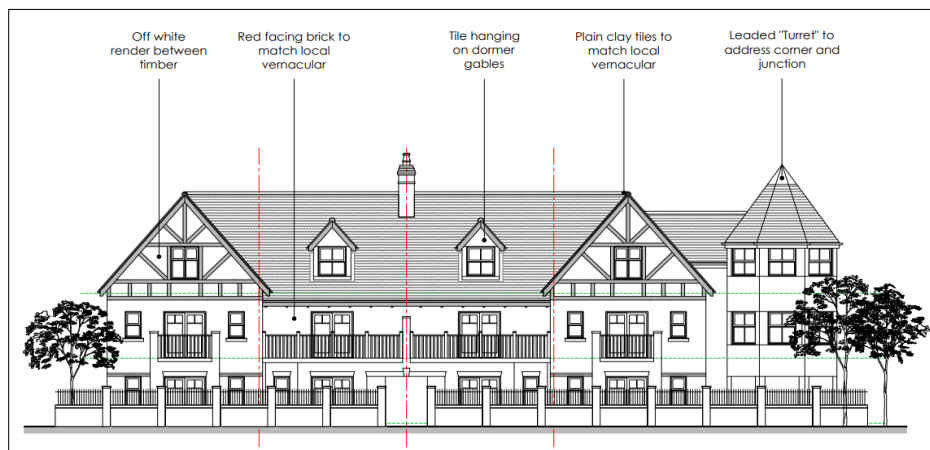 Off white
render between
timber
Red facing brick to
match local
vernacular
Tile hanging
on dormer
gables
Plain clay tiles to
match local
vernacular
Leaded "Turret" to
address corner and
junction